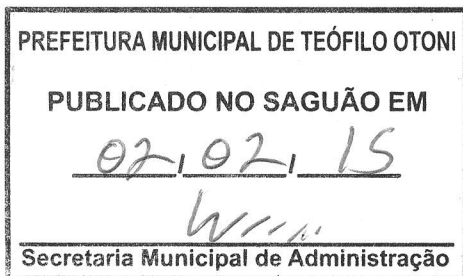 PREFEITURA MUNICIPAL DE TEÓFILO OTONI
PUBLICADO NO SAGUÃO EM
02, 02, 15
Secretaria Municipal de Administração